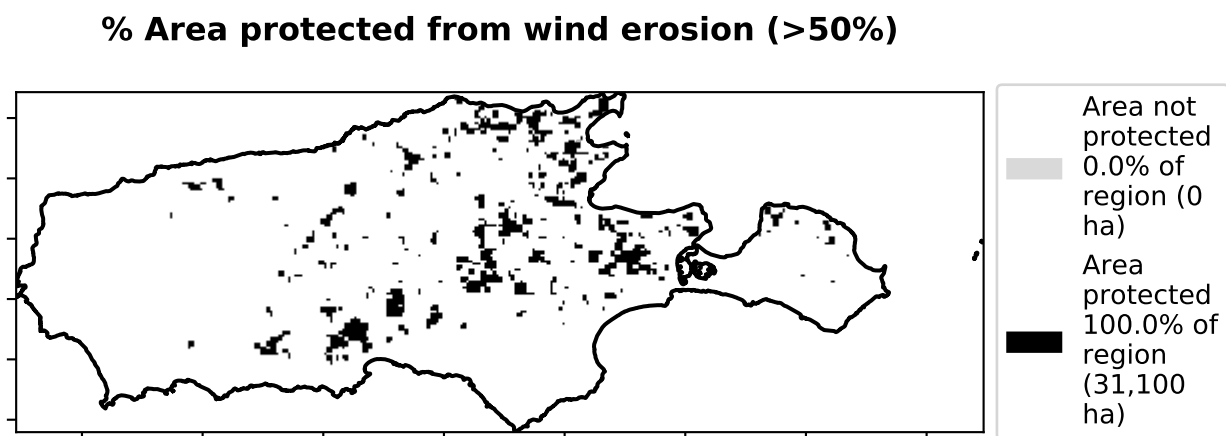 % Area protected from wind erosion (>50%)
Area not
protected
0.0% of
region (0
ha)
Area
protected
100.0% of
region
(31,100
ha)